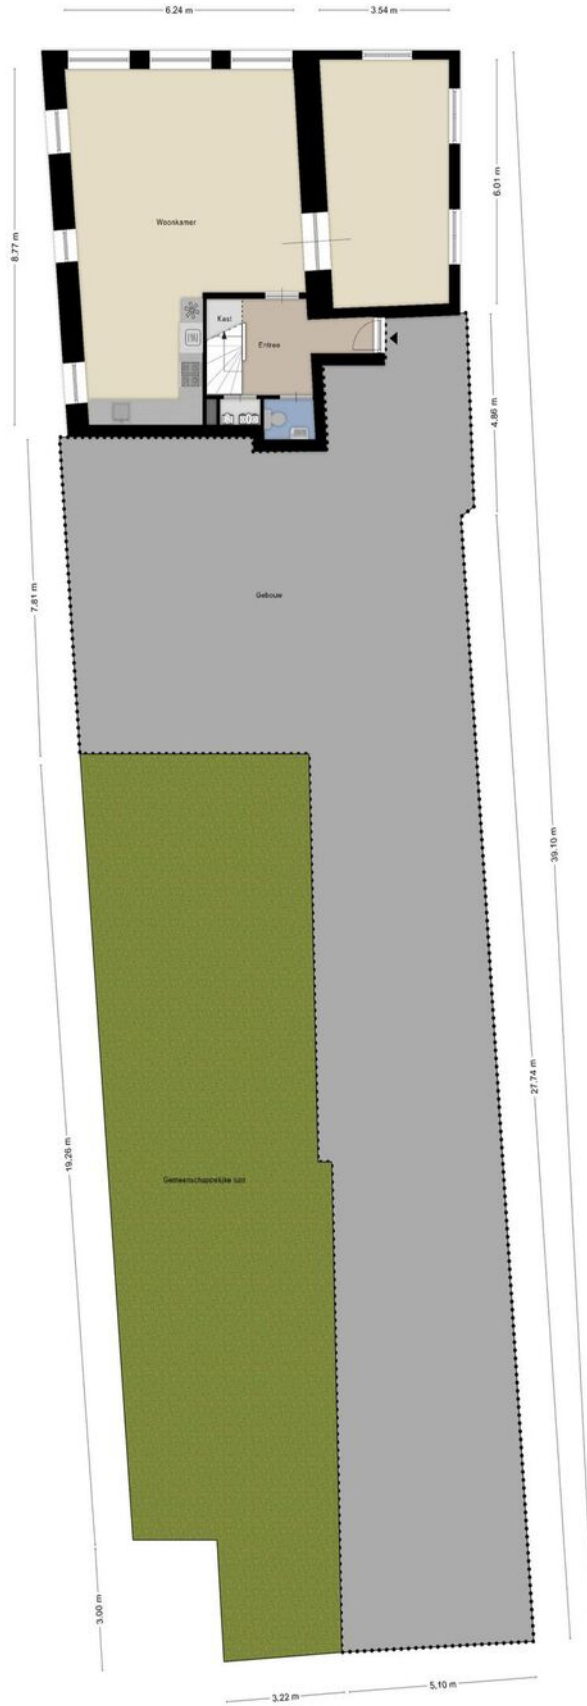 6.24 m
3.54 m
8.77 m
6.01 m
Woonkamer
Kast
Entree
4.86 m
7.81 m
Gebouw
39.10 m
27.74 m
19.26 m
Gemeenschappelijke tuin
3.00 m
3.22 m
5.10 m